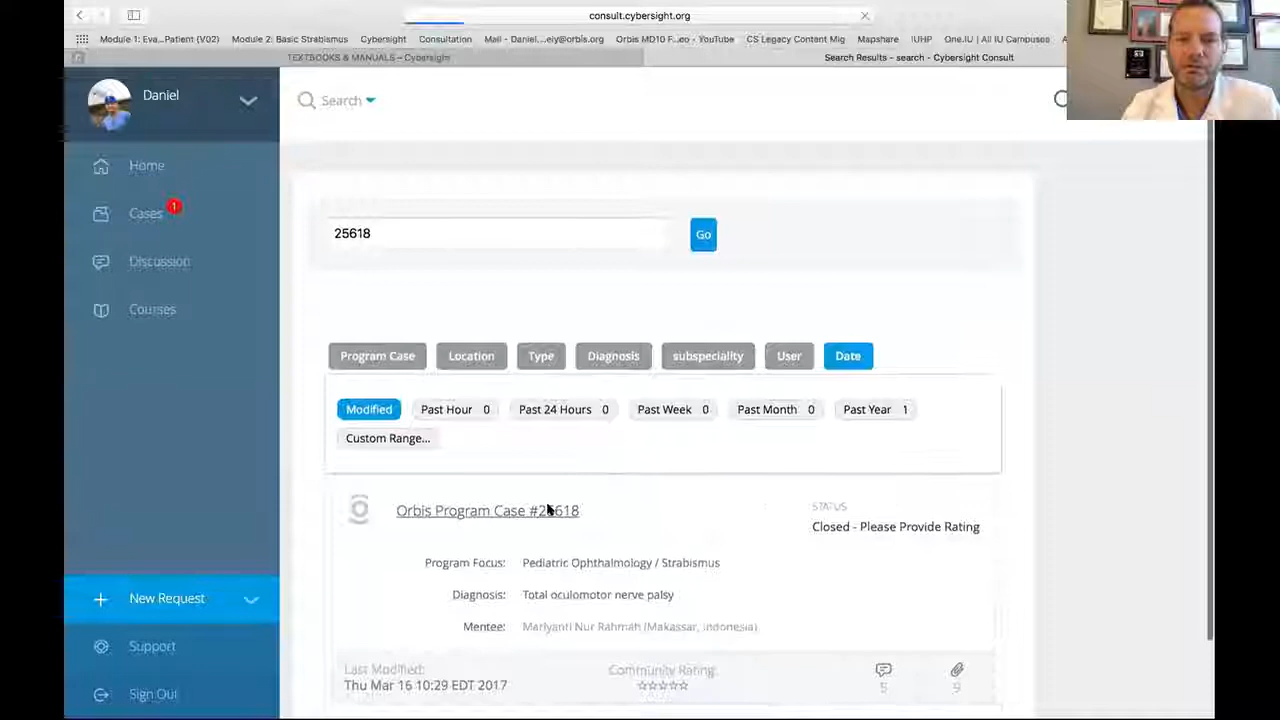 consult.cybersight.org
Module 1: Eva...Patient (V02) Module 2: Basic Strabismus Cybersight Consultation Mail - Daniel....ely@orbis.org Orbis MD10 F...eo - YouTube CS Legacy Content Mig Mapshare IUHP One.IU | All IU Campuses
TEXTBOOKS & MANUALS – Cybersight Search Results - search - Cybersight Consult
Daniel
Search
Home
Cases 1
Discussion
Courses
25618
Go
Program Case Location Type Diagnosis subspeciality User Date
Modified Past Hour 0 Past 24 Hours 0 Past Week 0 Past Month 0 Past Year 1
Custom Range...
Orbis Program Case #25618
STATUS
Closed - Please Provide Rating
Program Focus: Pediatric Ophthalmology / Strabismus
Diagnosis: Total oculomotor nerve palsy
Mentee: Mariyanti Nur Rahmah (Makassar, Indonesia)
Last Modified:
Thu Mar 16 10:29 EDT 2017
Community Rating:
5
9
New Request
Support
Sign Out